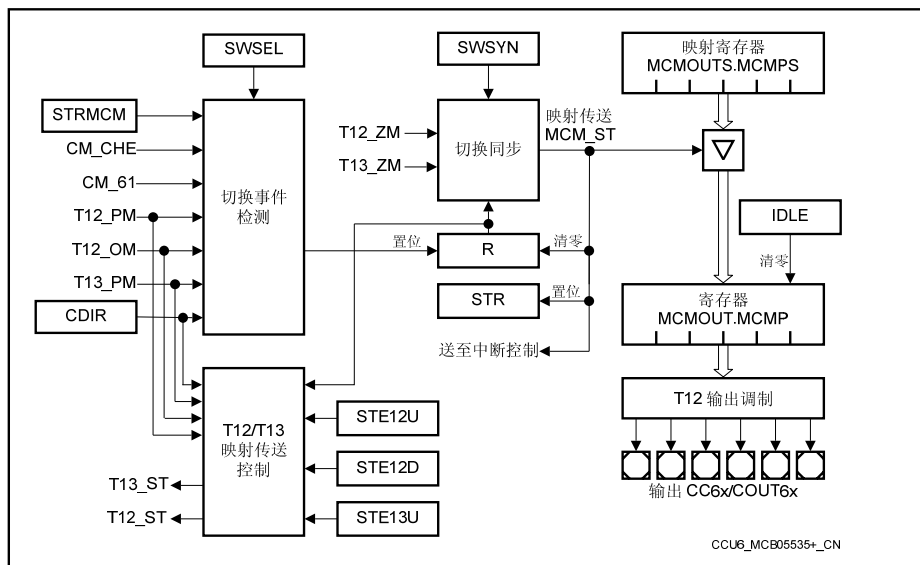 SWSEL
SWSYN
映射寄存器
MCMOUTS.MCMPS
STRMCM
CM_CHE
CM_61
T12_PM
T12_OM
T13_PM
CDIR
切换事件
检测
T12_ZM
T13_ZM
切换同步
映射传送
MCM_ST
IDLE
清零
置位
R
清零
STR
置位
送至中断控制
寄存器
MCMOUT.MCMP
T12 输出调制
输出 CC6x/COUT6x
T12/T13
映射传送
控制
STE12U
STE12D
STE13U
T13_ST
T12_ST
CCU6_MCB05535+_CN